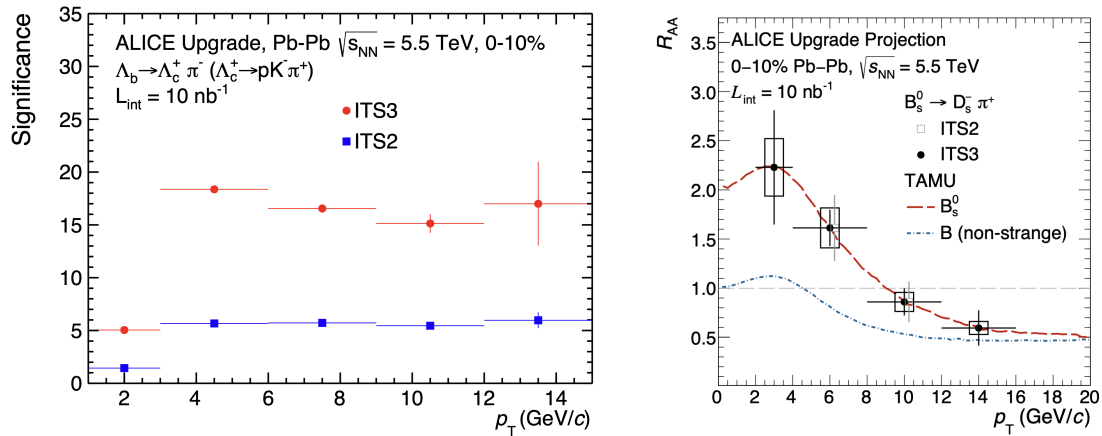 ALICE Upgrade, Pb-Pb √sNN = 5.5 TeV, 0-10%
Λb→Λc+ π- (Λc+→pK-π+)
Lint = 10 nb-1
ITS3
ITS2
Significance
35
30
25
20
15
10
5
0
2 4 6 8 10 12 14
pT (GeV/c)
RAA
ALICE Upgrade Projection
0–10% Pb–Pb, √sNN = 5.5 TeV
Lint = 10 nb-1
Bs0 → Ds- π+
ITS2
ITS3
TAMU
Bs0
B (non-strange)
3.5
3.0
2.5
2.0
1.5
1.0
0.5
0 2 4 6 8 10 12 14 16 18 20
pT (GeV/c)